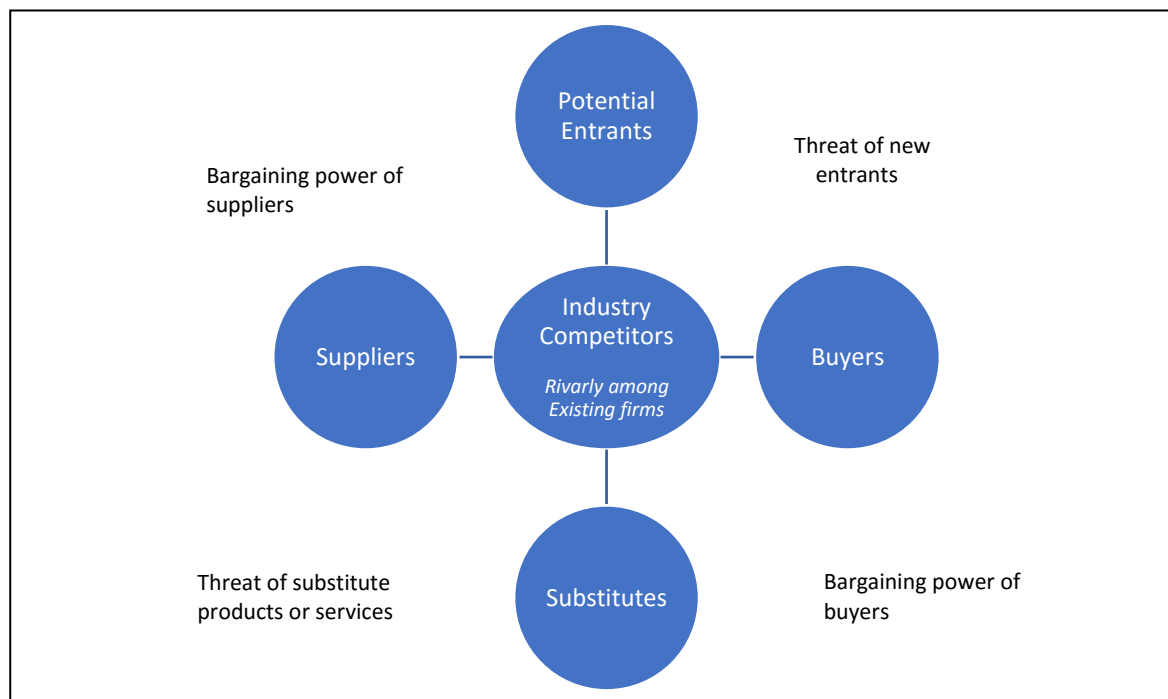 Potential
Entrants
Threat of new
entrants
Bargaining power of
suppliers
Suppliers
Industry
Competitors
Rivarly among
Existing firms
Buyers
Threat of substitute
products or services
Substitutes
Bargaining power of
buyers